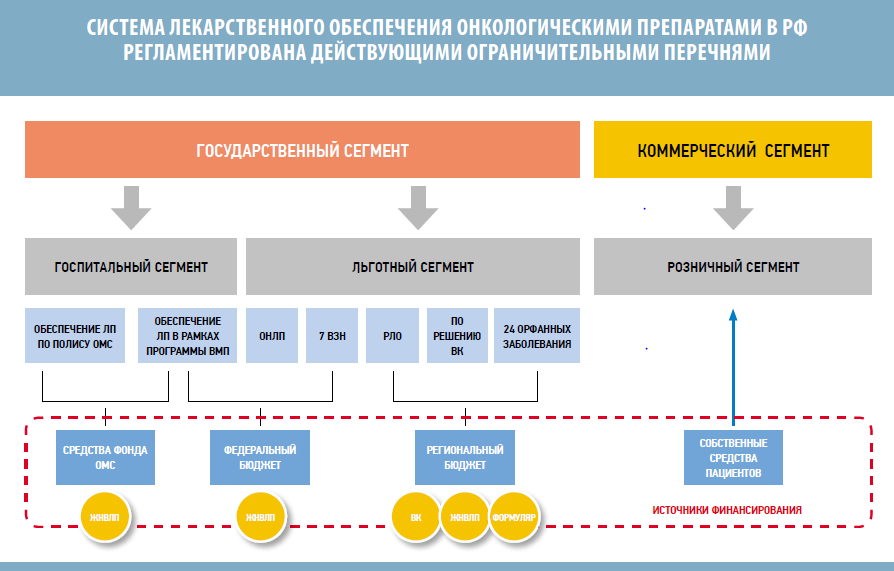 СИСТЕМА ЛЕКАРСТВЕННОГО ОБЕСПЕЧЕНИЯ ОНКОЛОГИЧЕСКИМИ ПРЕПАРАТАМИ В РФ
РЕГЛАМЕНТИРОВАНА ДЕЙСТВУЮЩИМИ ОГРАНИЧИТЕЛЬНЫМИ ПЕРЕЧНЯМИ
ГОСУДАРСТВЕННЫЙ СЕГМЕНТ
КОММЕРЧЕСКИЙ СЕГМЕНТ
ГОСПИТАЛЬНЫЙ СЕГМЕНТ
ЛЬГОТНЫЙ СЕГМЕНТ
РОЗНИЧНЫЙ СЕГМЕНТ
ОБЕСПЕЧЕНИЕ ЛП
ПО ПОЛИСУ ОМС
ОБЕСПЕЧЕНИЕ
ЛП В РАМКАХ
ПРОГРАММЫ ВМП
ОНЛП
7 ВЗН
РЛО
ПО
РЕШЕНИЮ
ВК
24 ОРФАННЫХ
ЗАБОЛЕВАНИЯ
СРЕДСТВА ФОНДА
ОМС
ФЕДЕРАЛЬНЫЙ
БЮДЖЕТ
РЕГИОНАЛЬНЫЙ
БЮДЖЕТ
СОБСТВЕННЫЕ
СРЕДСТВА
ПАЦИЕНТОВ
ЖНВЛП
ЖНВЛП
ВК
ЖНВЛП
ФОРМУЛЯР
ИСТОЧНИКИ ФИНАНСИРОВАНИЯ